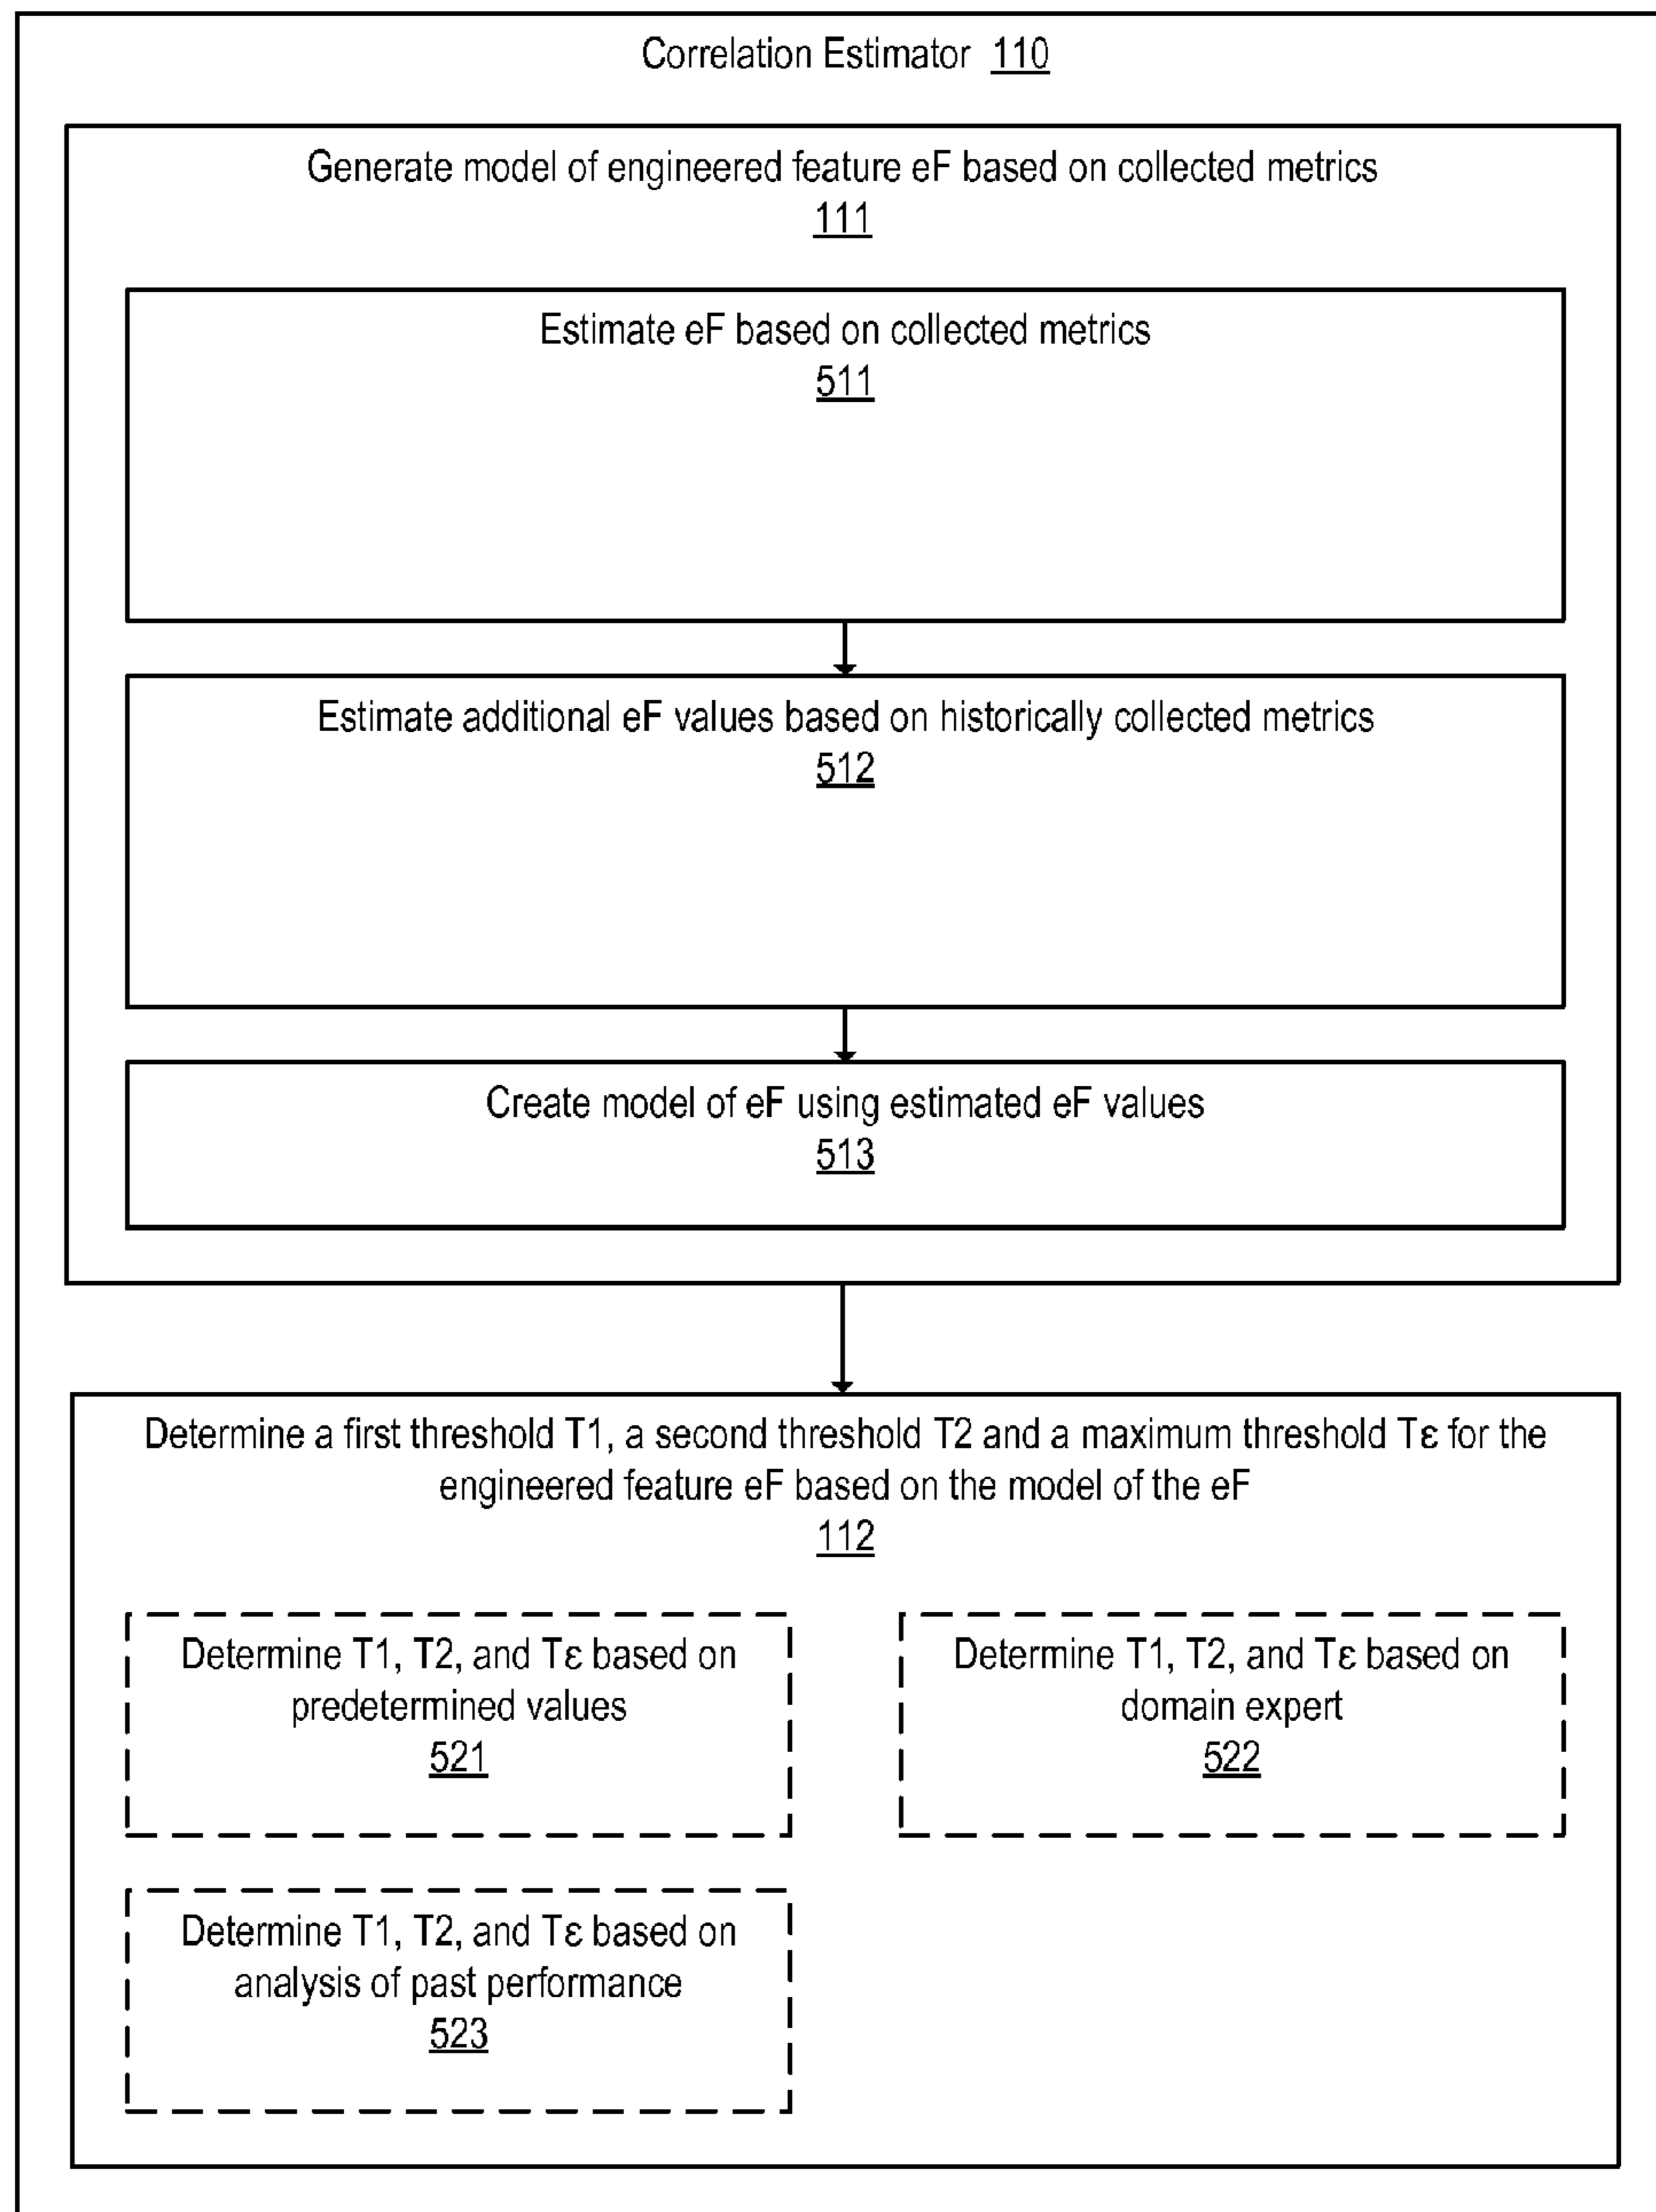 Correlation Estimator 110
Generate model of engineered feature eF based on collected metrics
111
Estimate eF based on collected metrics
511
Estimate additional eF values based on historically collected metrics
512
Create model of eF using estimated eF values
513
Determine a first threshold T1, a second threshold T2 and a maximum threshold Tε for the
engineered feature eF based on the model of the eF
112
Determine T1, T2, and Tε based on
predetermined values
521
Determine T1, T2, and Tε based on
domain expert
522
Determine T1, T2, and Tε based on
analysis of past performance
523